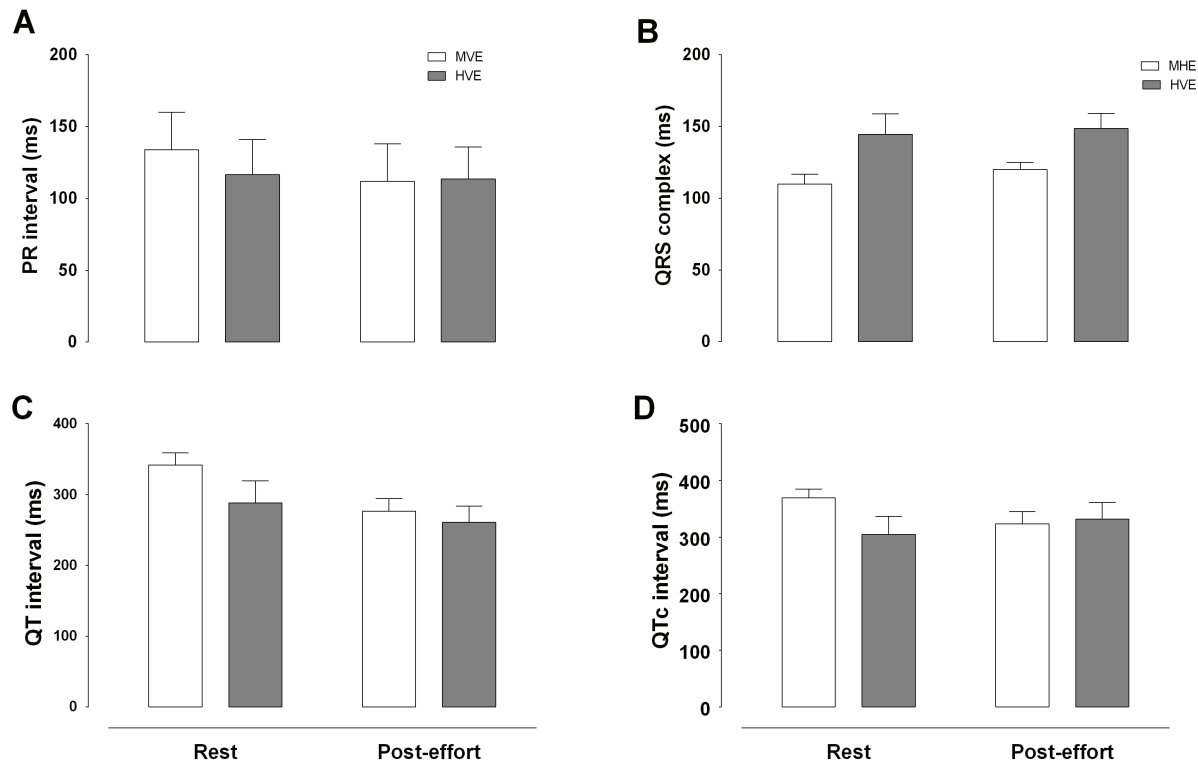 A
PR interval (ms)
200
150
100
50
0
MVE
HVE
B
QRS complex (ms)
200
150
100
50
0
MHE
HVE
C
QT interval (ms)
400
300
200
100
0
Rest
Post-effort
D
QTc interval (ms)
500
400
300
200
100
0
Rest
Post-effort